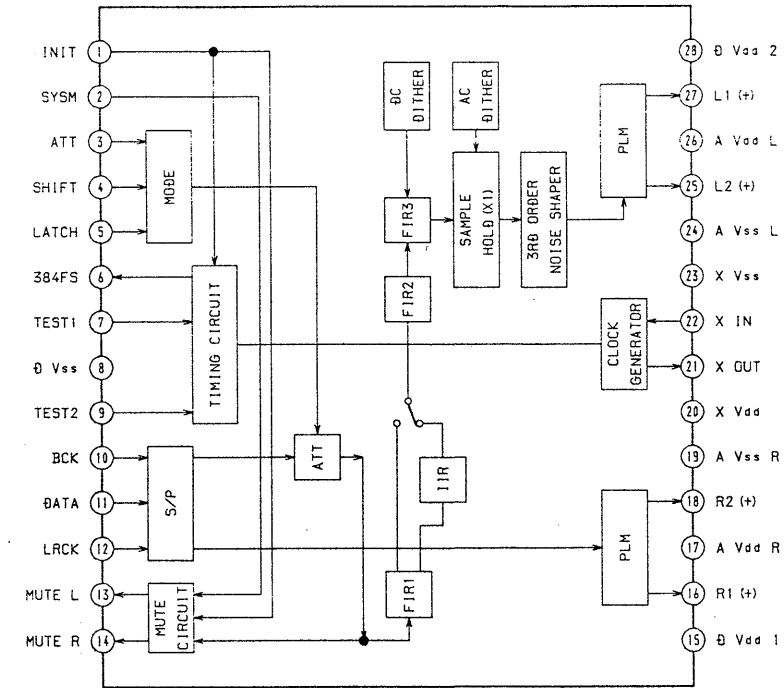 INIT 1
SYSM 2
ATT 3
SHIFT 4
LATCH 5
384FS 6
TEST1 7
Đ Vss 8
TEST2 9
BCK 10
ĐATA 11
LRCK 12
MUTE L 13
MUTE R 14
MOĐE
TIMING CIRCUIT
S/P
MUTE
CIRCUIT
ATT
ĐC
ĐITHER
AC
ĐITHER
FIR3
FIR2
SAMPLE
HOLĐ(X1)
3RĐ ORĐER
NOISE SHAPER
PLM
CLOCK
GENERATOR
IIR
FIR1
PLM
28 Đ Vdd 2
27 L1 (+)
26 A Vdd L
25 L2 (+)
24 A Vss L
23 X Vss
22 X IN
21 X OUT
20 X Vdd
19 A Vss R
18 R2 (+)
17 A Vdd R
16 R1 (+)
15 Đ Vdd 1